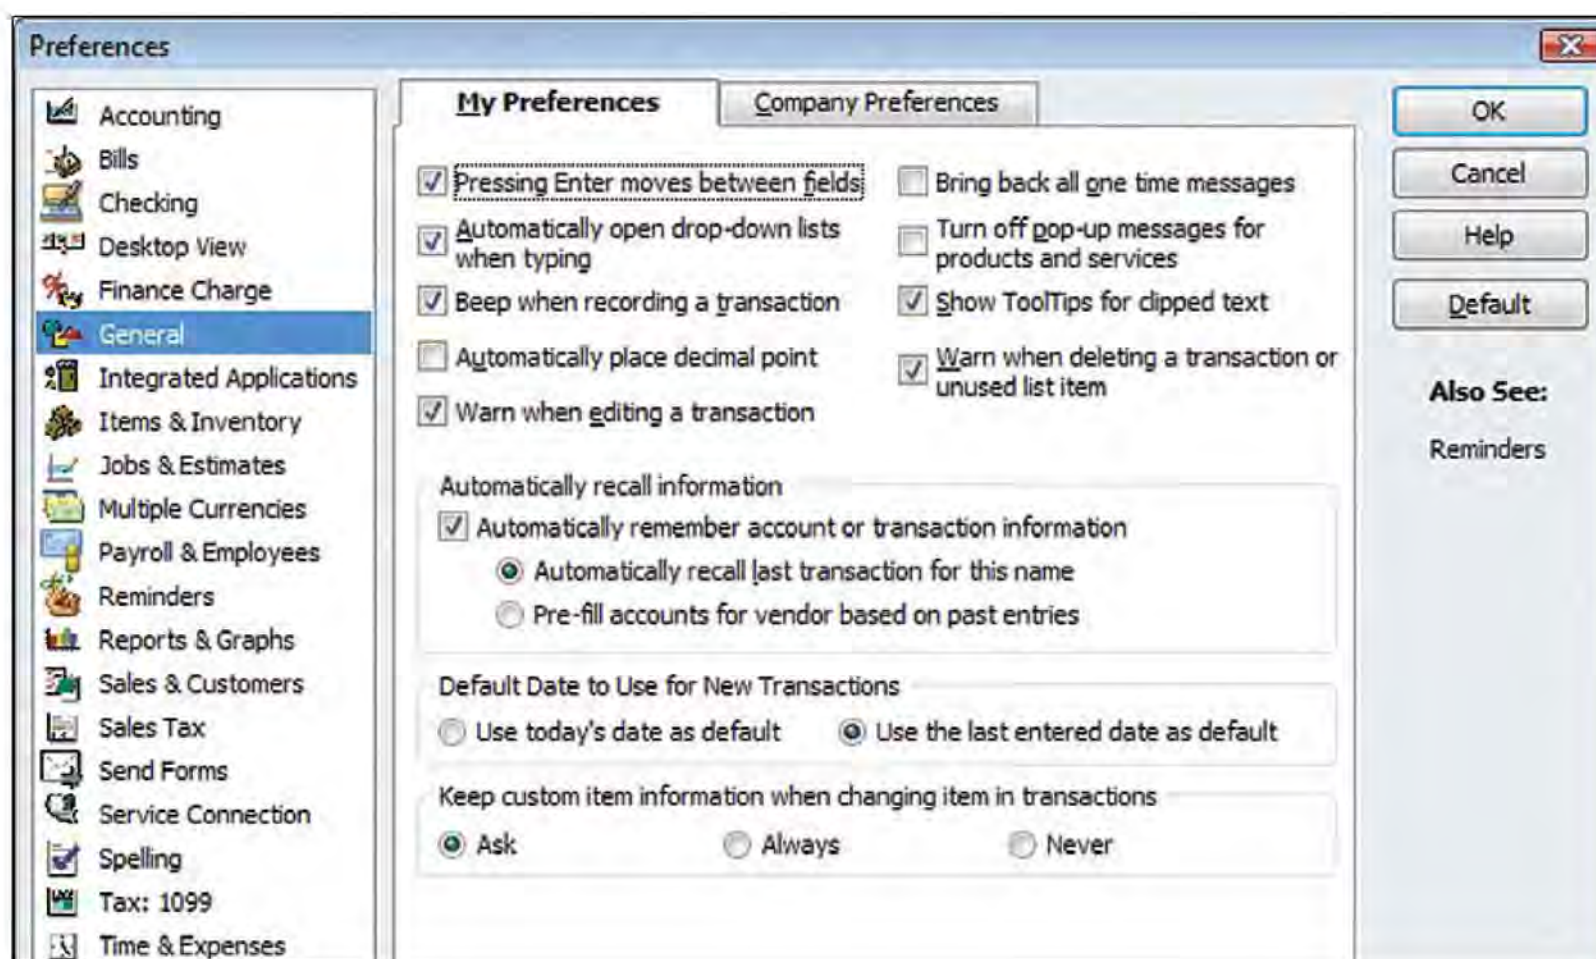 Preferences
Accounting
Bills
Checking
Desktop View
Finance Charge
General
Integrated Applications
Items & Inventory
Jobs & Estimates
Multiple Currencies
Payroll & Employees
Reminders
Reports & Graphs
Sales & Customers
Sales Tax
Send Forms
Service Connection
Spelling
Tax: 1099
Time & Expenses
My Preferences
Company Preferences
Pressing Enter moves between fields
Automatically open drop-down lists
when typing
Beep when recording a transaction
Automatically place decimal point
Warn when editing a transaction
Bring back all one time messages
Turn off pop-up messages for
products and services
Show ToolTips for clipped text
Warn when deleting a transaction or
unused list item
Automatically recall information
Automatically remember account or transaction information
Automatically recall last transaction for this name
Pre-fill accounts for vendor based on past entries
Default Date to Use for New Transactions
Use today's date as default
Use the last entered date as default
Keep custom item information when changing item in transactions
Ask
Always
Never
OK
Cancel
Help
Default
Also See:
Reminders